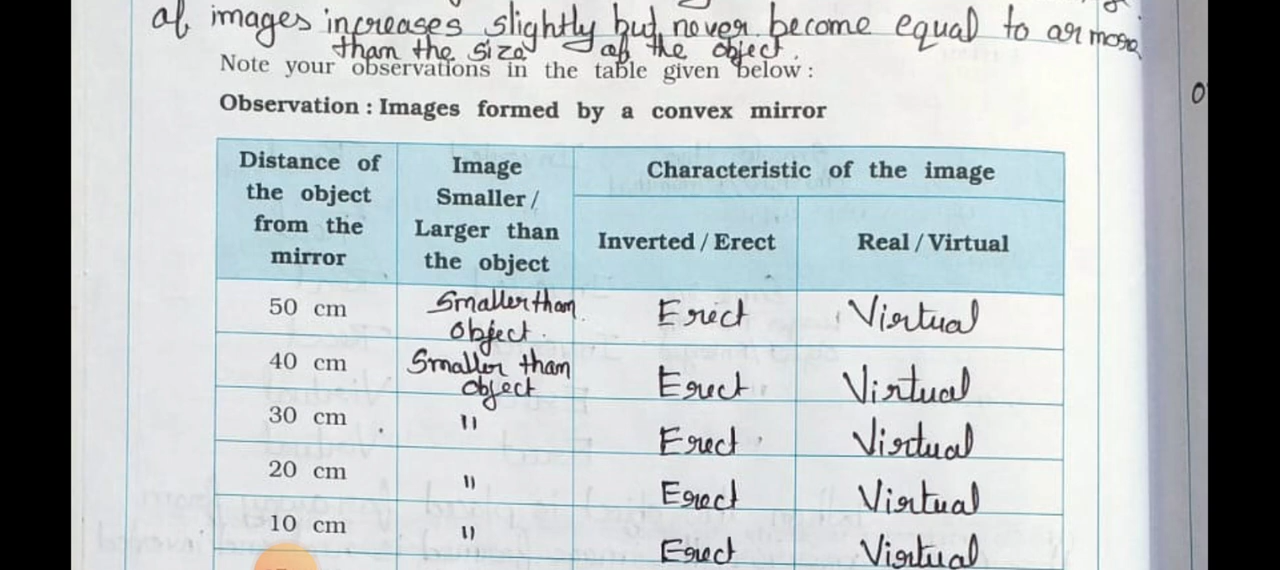 of images increases slightly but never become equal to or more
than the size of the object.
Note your observations in the table given below :
Observation : Images formed by a convex mirror
Distance of the object from the mirror
Image Smaller / Larger than the object
Characteristic of the image
Inverted / Erect
Real / Virtual
50 cm Smaller than object. Erect Virtual
40 cm Smaller than object Erect Virtual
30 cm " Erect Virtual
20 cm " Erect Virtual
10 cm " Erect Virtual